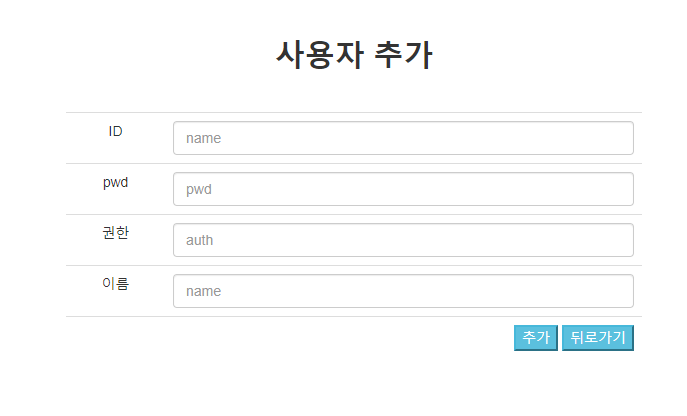 사용자 추가
ID name
pwd pwd
권한 auth
이름 name
추가 뒤로가기